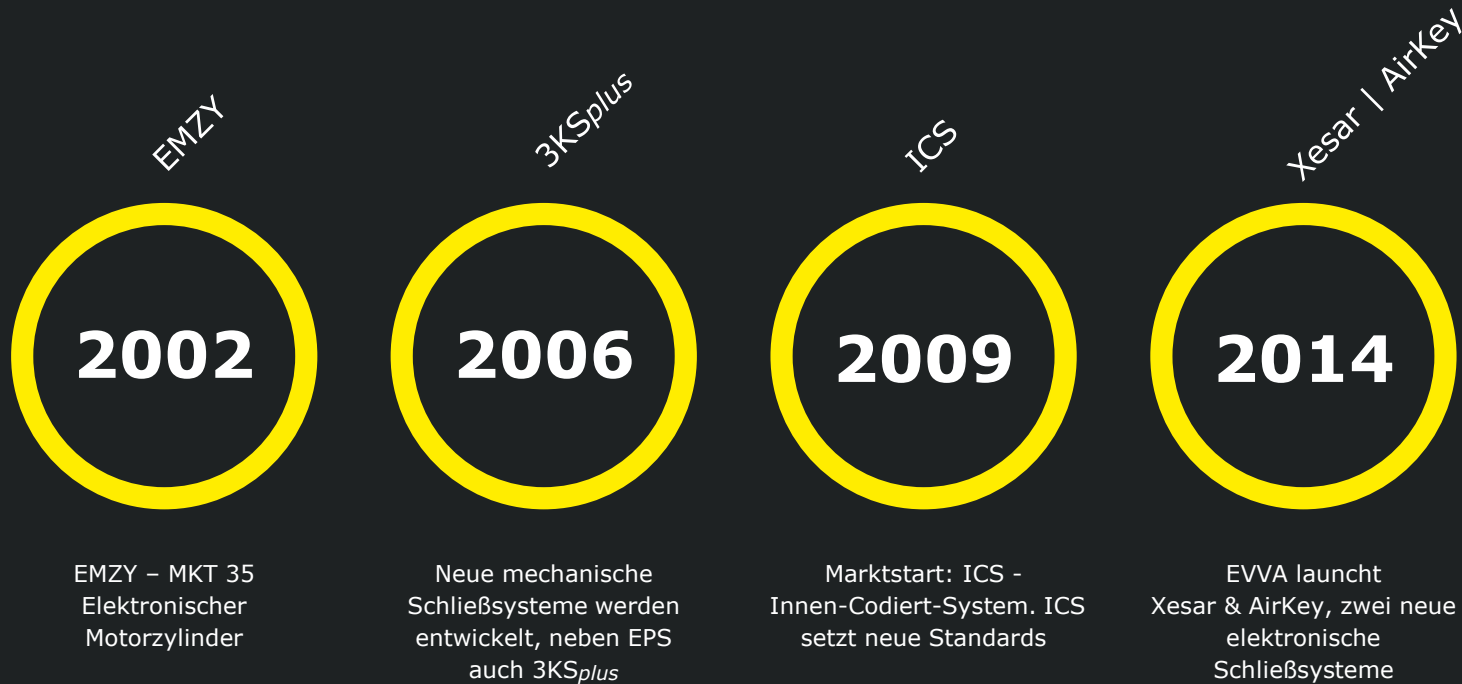 EMZY
3KSplus
ICS
Xesar | AirKey
2002
2006
2009
2014
EMZY – MKT 35
Elektronischer
Motorzylinder
Neue mechanische
Schließsysteme werden
entwickelt, neben EPS
auch 3KSplus
Marktstart: ICS -
Innen-Codiert-System. ICS
setzt neue Standards
EVVA launcht
Xesar & AirKey, zwei neue
elektronische
Schließsysteme